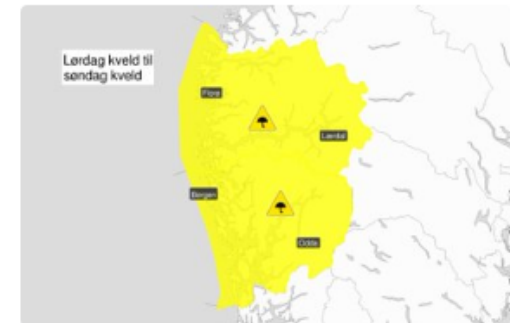 Lørdag kveld til
søndag kveld
Florø
Lærdal
Bergen
Odda